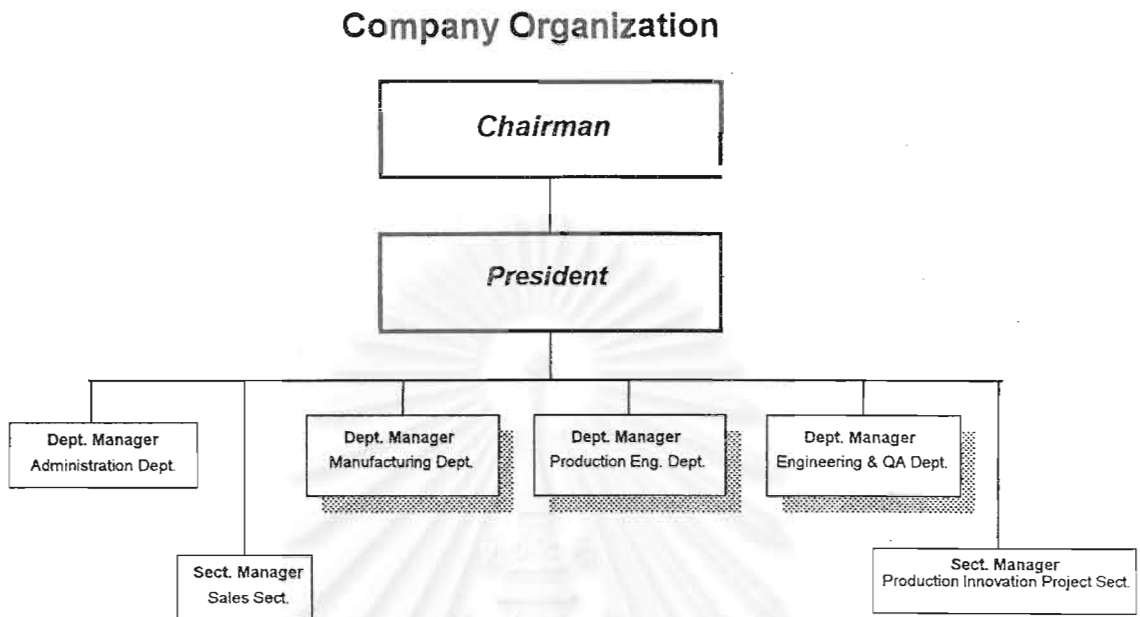 Company Organization
Chairman
President
Dept. Manager
Administration Dept.
Dept. Manager
Manufacturing Dept.
Dept. Manager
Production Eng. Dept.
Dept. Manager
Engineering & QA Dept.
Sect. Manager
Sales Sect.
Sect. Manager
Production Innovation Project Sect.